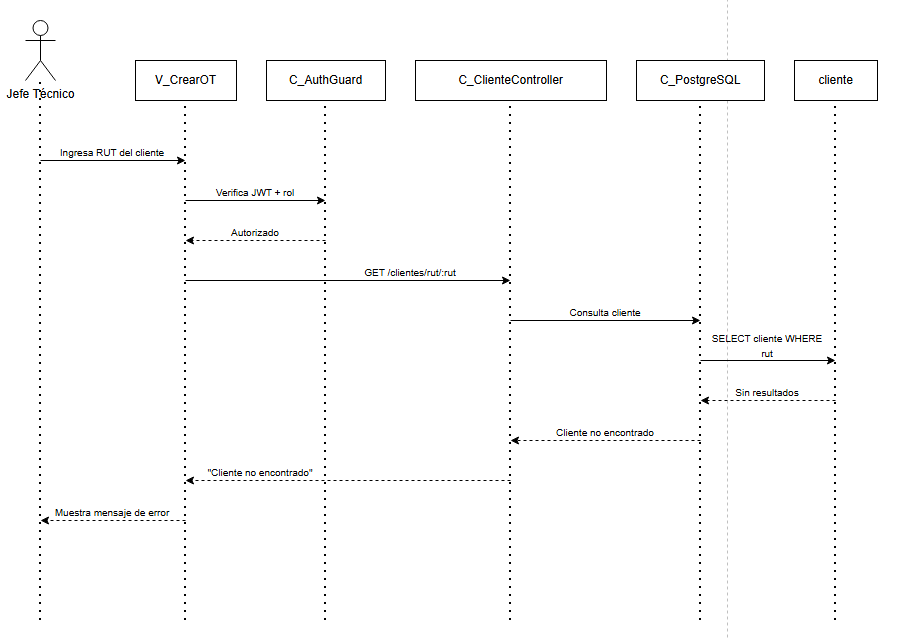 Jefe Técnico
V_CrearOT
C_AuthGuard
C_ClienteController
C_PostgreSQL
cliente
Ingresa RUT del cliente
Verifica JWT + rol
Autorizado
GET /clientes/rut/:rut
Consulta cliente
SELECT cliente WHERE
rut
Sin resultados
Cliente no encontrado
"Cliente no encontrado"
Muestra mensaje de error